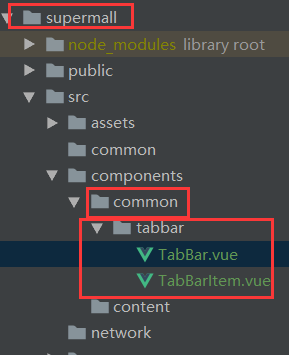 supermall
node_modules library root
public
src
assets
common
components
common
tabbar
TabBar.vue
TabBarItem.vue
content
network